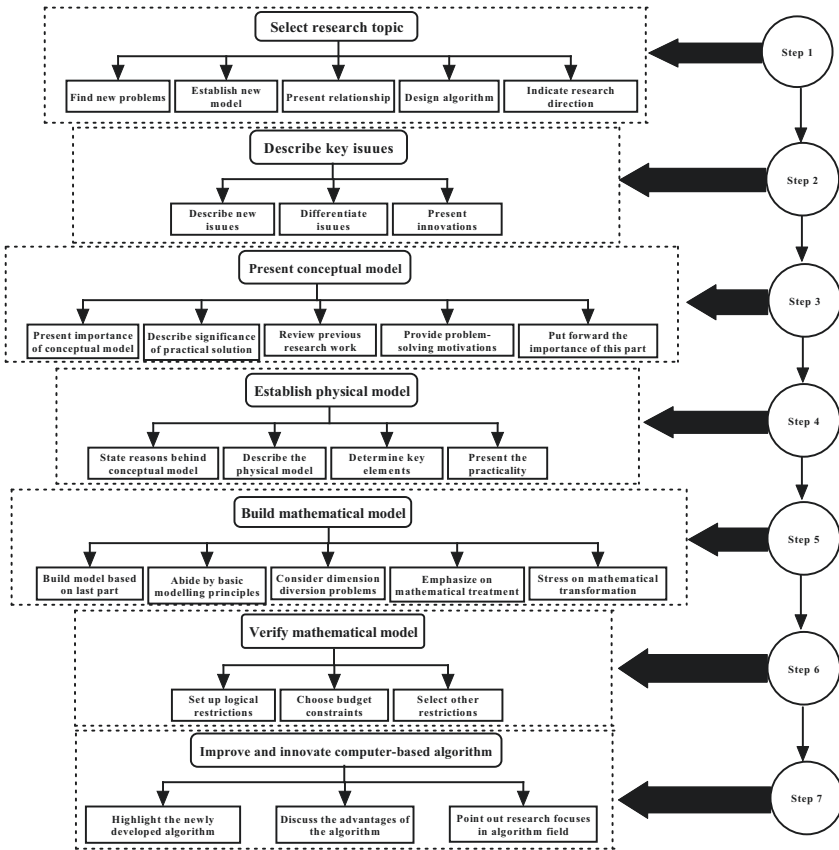 Select research topic
Step 1
Find new problems
Establish new
model
Present relationship
Design algorithm
Indicate research
direction
Describe key isuues
Step 2
Describe new
isuues
Differentiate
isuues
Present
innovations
Present conceptual model
Step 3
Present importance
of conceptual model
Describe significance
of practical solution
Review previous
research work
Provide problem-
solving motivations
Put forward the
importance of this part
Establish physical model
Step 4
State reasons behind
conceptual model
Describe the
physical model
Determine key
elements
Present the
practicality
Build mathematical model
Step 5
Build model based
on last part
Abide by basic
modelling principles
Consider dimension
diversion problems
Emphasize on
mathematical treatment
Stress on mathematical
transformation
Verify mathematical model
Step 6
Set up logical
restrictions
Choose budget
constraints
Select other
restrictions
Improve and innovate computer-based algorithm
Step 7
Highlight the newly
developed algorithm
Discuss the advantages of
the algorithm
Point out research focuses
in algorithm field